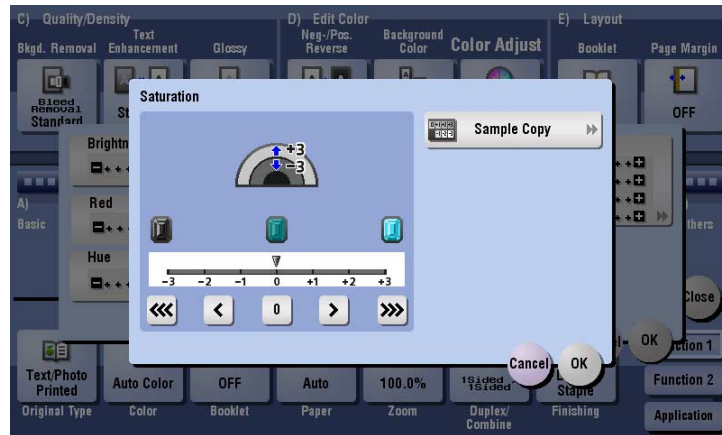 C) Quality/Density
D) Edit Color
E) Layout
Bkgd. Removal
Text
Enhancement
Glossy
Neg-/Pos.
Reverse
Background
Color
Color Adjust
Booklet
Page Margin
Bleed
Removal
Standard
OFF
Saturation
+3
-3
Sample Copy
Red
Hue
A)
Basic
-3 -2 -1 0 +1 +2 +3
0
Cancel
OK
Close
OK
Text/Photo
Printed
Auto Color
OFF
Auto
100.0%
1Sided
1Sided
Staple
Function 2
Original Type
Color
Booklet
Paper
Zoom
Duplex/
Combine
Finishing
Application